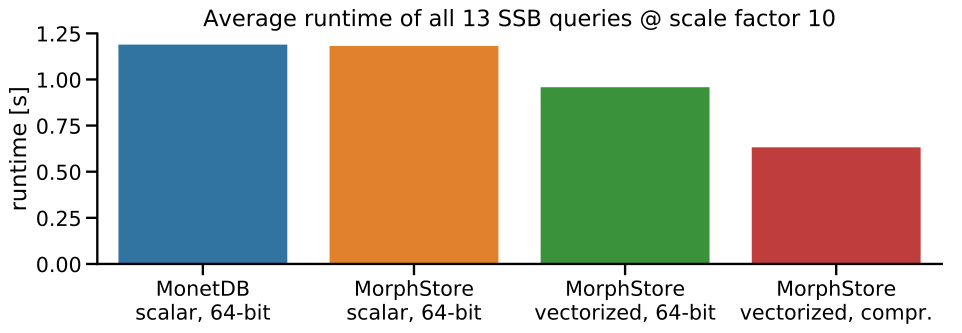 Average runtime of all 13 SSB queries @ scale factor 10
runtime [s]
1.25
1.00
0.75
0.50
0.25
0.00
MonetDB
scalar, 64-bit
MorphStore
scalar, 64-bit
MorphStore
vectorized, 64-bit
MorphStore
vectorized, compr.